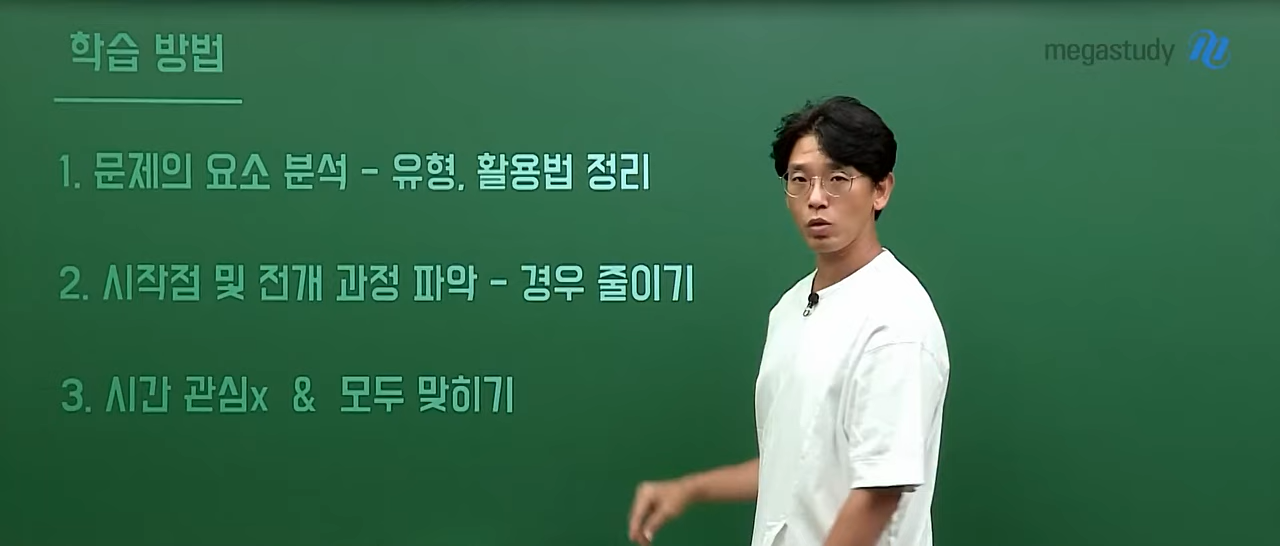 학습 방법
megastudy
1. 문제의 요소 분석 - 유형, 활용법 정리
2. 시작점 및 전개 과정 파악 - 경우 줄이기
3. 시간 관심x & 모두 맞히기